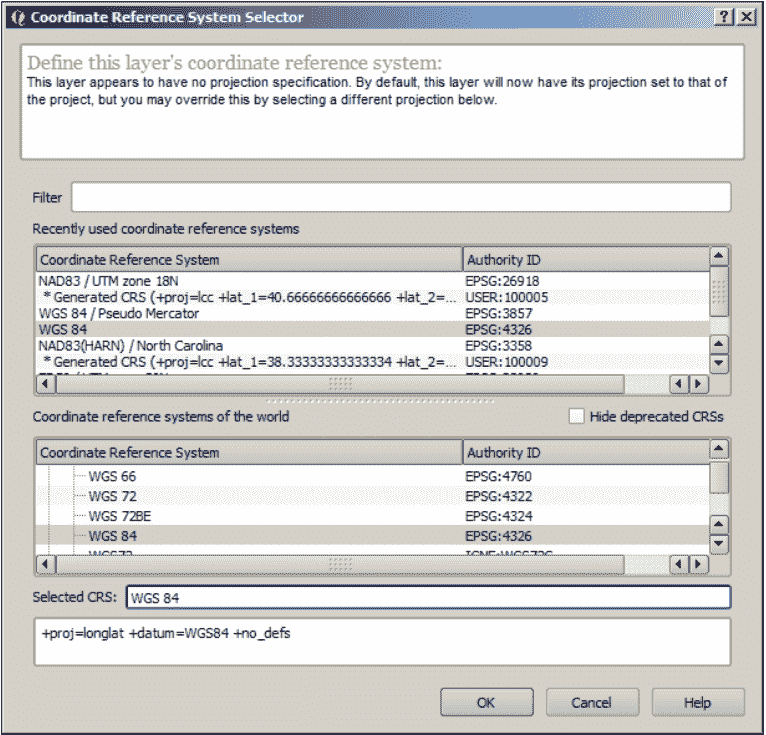 Coordinate Reference System Selector
Define this layer's coordinate reference system:
This layer appears to have no projection specification. By default, this layer will now have its projection set to that of
the project, but you may override this by selecting a different projection below.
Filter
Recently used coordinate reference systems
Coordinate Reference System Authority ID
NAD83 / UTM zone 18N EPSG:26918
* Generated CRS (+proj=lcc +lat_1=40.66666666666666 +lat_2=... USER:100005
WGS 84 / Pseudo Mercator EPSG:3857
WGS 84 EPSG:4326
NAD83(HARN) / North Carolina EPSG:3358
* Generated CRS (+proj=lcc +lat_1=38.33333333333334 +lat_2=... USER:100009
Coordinate reference systems of the world Hide deprecated CRSs
Coordinate Reference System Authority ID
WGS 66 EPSG:4760
WGS 72 EPSG:4322
WGS 72BE EPSG:4324
WGS 84 EPSG:4326
Selected CRS: WGS 84
+proj=longlat +datum=WGS84 +no_defs
OK Cancel Help